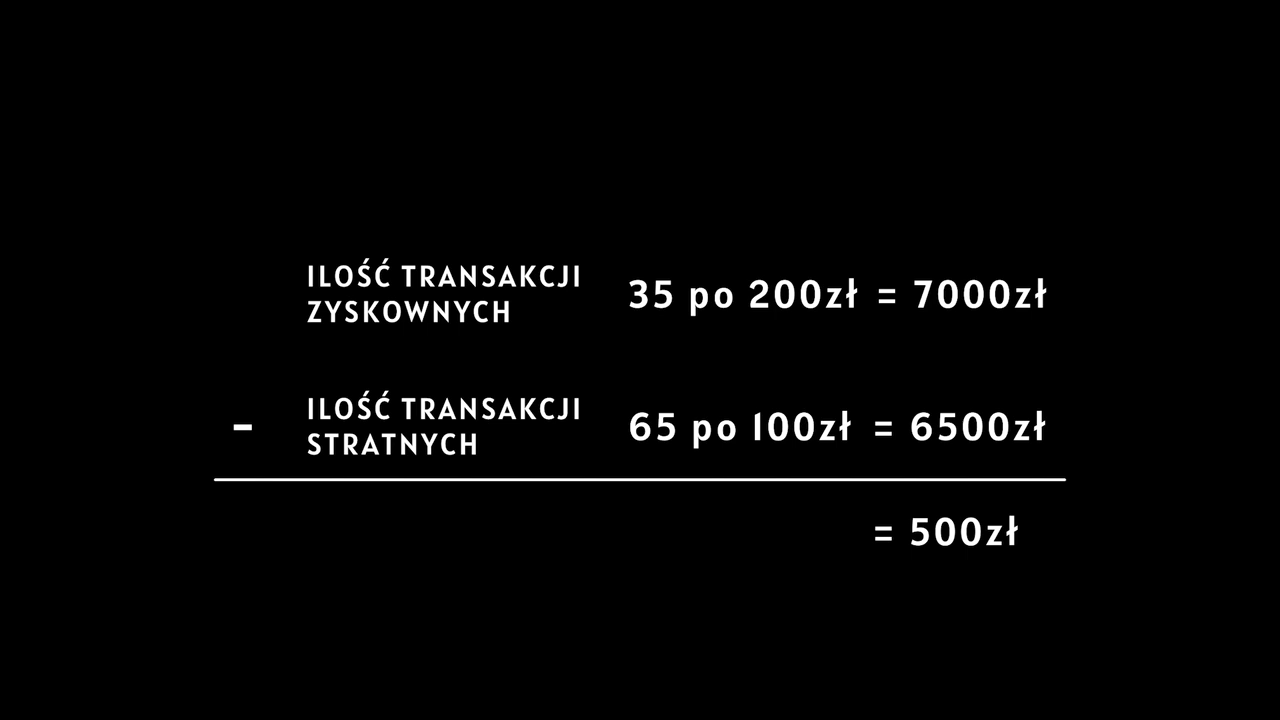 ILOŚĆ TRANSAKCJI
ZYSKOWNYCH
35 po 200zł = 7000zł
-
ILOŚĆ TRANSAKCJI
STRATNYCH
65 po 100zł = 6500zł
= 500zł